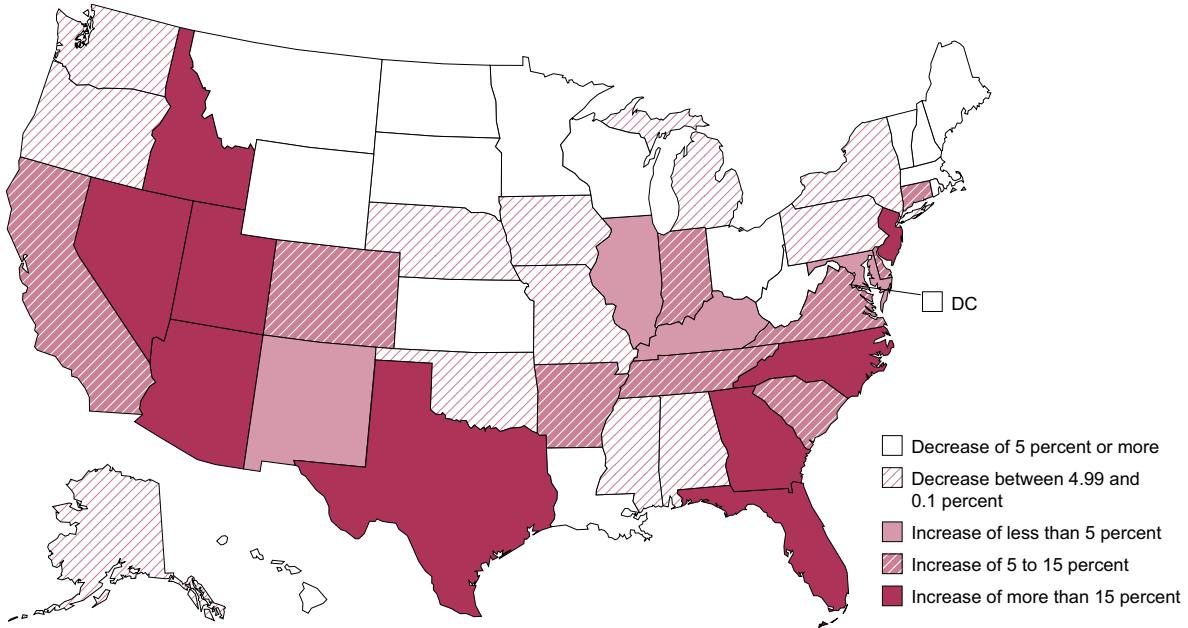 DC
Decrease of 5 percent or more
Decrease between 4.99 and
0.1 percent
Increase of less than 5 percent
Increase of 5 to 15 percent
Increase of more than 15 percent